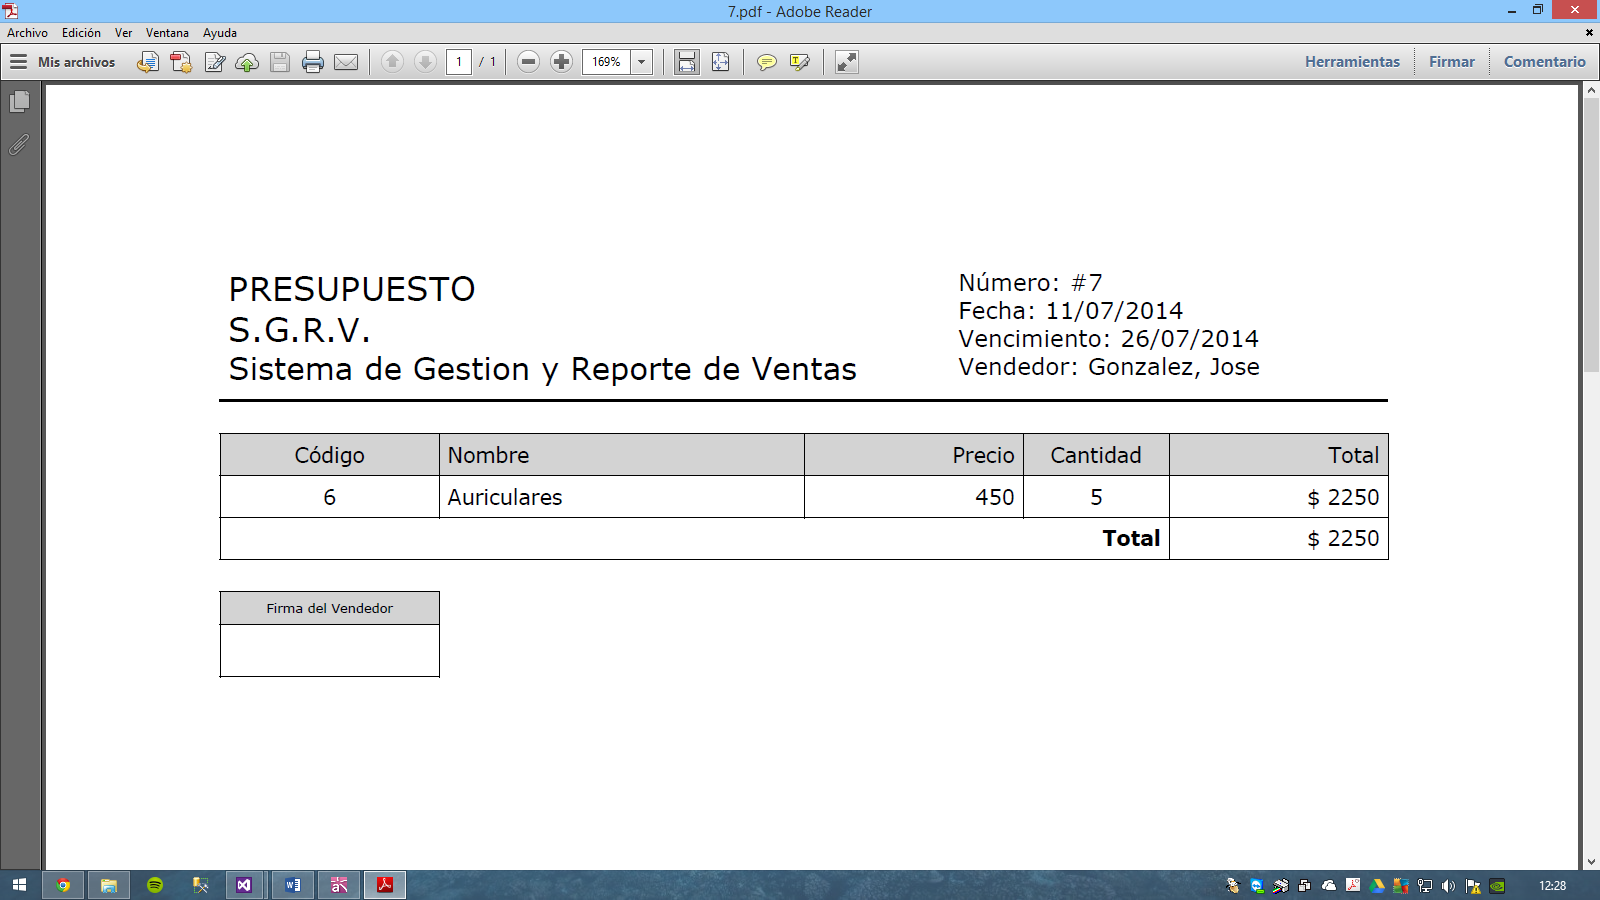 7.pdf - Adobe Reader
Archivo Edición Ver Ventana Ayuda
Mis archivos 1 / 1 169% Herramientas Firmar Comentario
PRESUPUESTO
S.G.R.V.
Sistema de Gestion y Reporte de Ventas
Número: #7
Fecha: 11/07/2014
Vencimiento: 26/07/2014
Vendedor: Gonzalez, Jose
Código Nombre Precio Cantidad Total
6 Auriculares 450 5 $ 2250
Total $ 2250
Firma del Vendedor
12:28